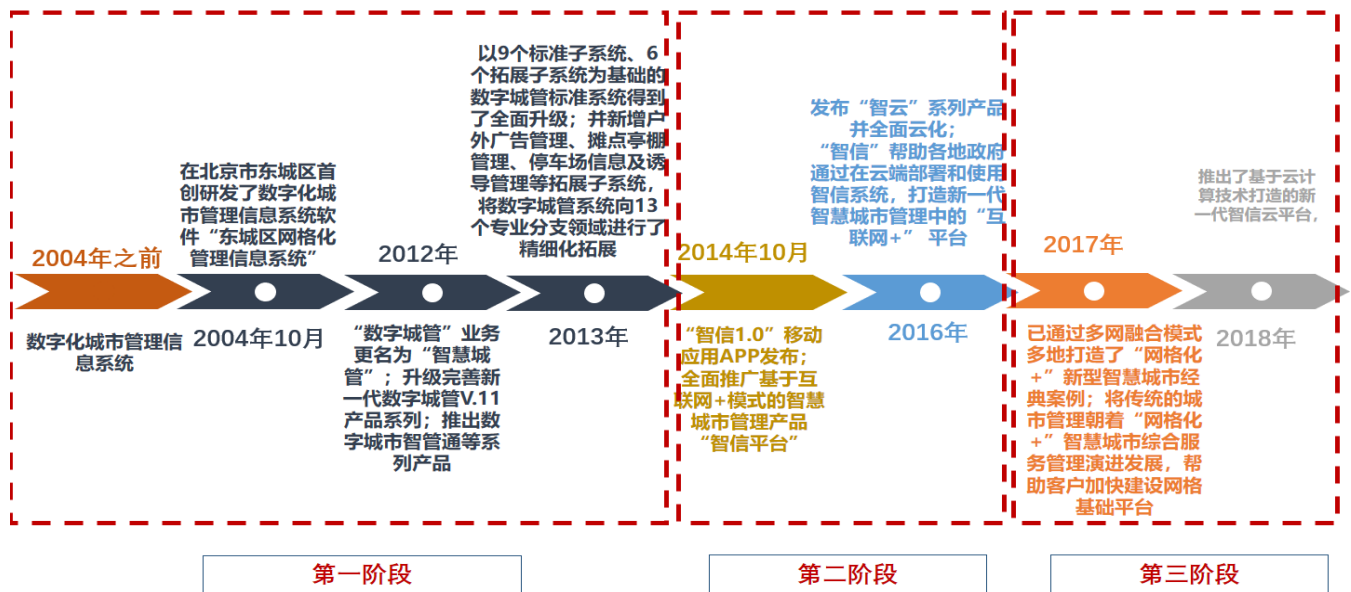 2004年之前
数字化城市管理信
息系统
在北京市东城区首
创研发了数字化城
市管理信息系统软
件“东城区网格化
管理信息系统”
2004年10月
2012年
“数字城管”业务
更名为“智慧城
管”；升级完善新
一代数字城管V.11
产品系列；推出数
字城市智管通等系
列产品
以9个标准子系统、6
个拓展子系统为基础的
数字城管标准系统得到
了全面升级；并新增户
外广告管理、摊点亭棚
管理、停车场信息及诱
导管理等拓展子系统，
将数字城管系统向13
个专业分支领域进行了
精细化拓展
2013年
2014年10月
“智信1.0”移动
应用APP发布；
全面推广基于互
联网+模式的智慧
城市管理产品
“智信平台”
发布“智云”系列产品
并全面云化；
“智信”帮助各地政府
通过在云端部署和使用
智信系统，打造新一代
智慧城市管理中的“互
联网+” 平台
2016年
2017年
已通过多网融合模式
多地打造了“网格化
+”新型智慧城市经
典案例；将传统的城
市管理朝着“网格化
+”智慧城市综合服
务管理演进发展，帮
助客户加快建设网格
基础平台
推出了基于云计
算技术打造的新
一代智信云平台，
2018年
第一阶段
第二阶段
第三阶段